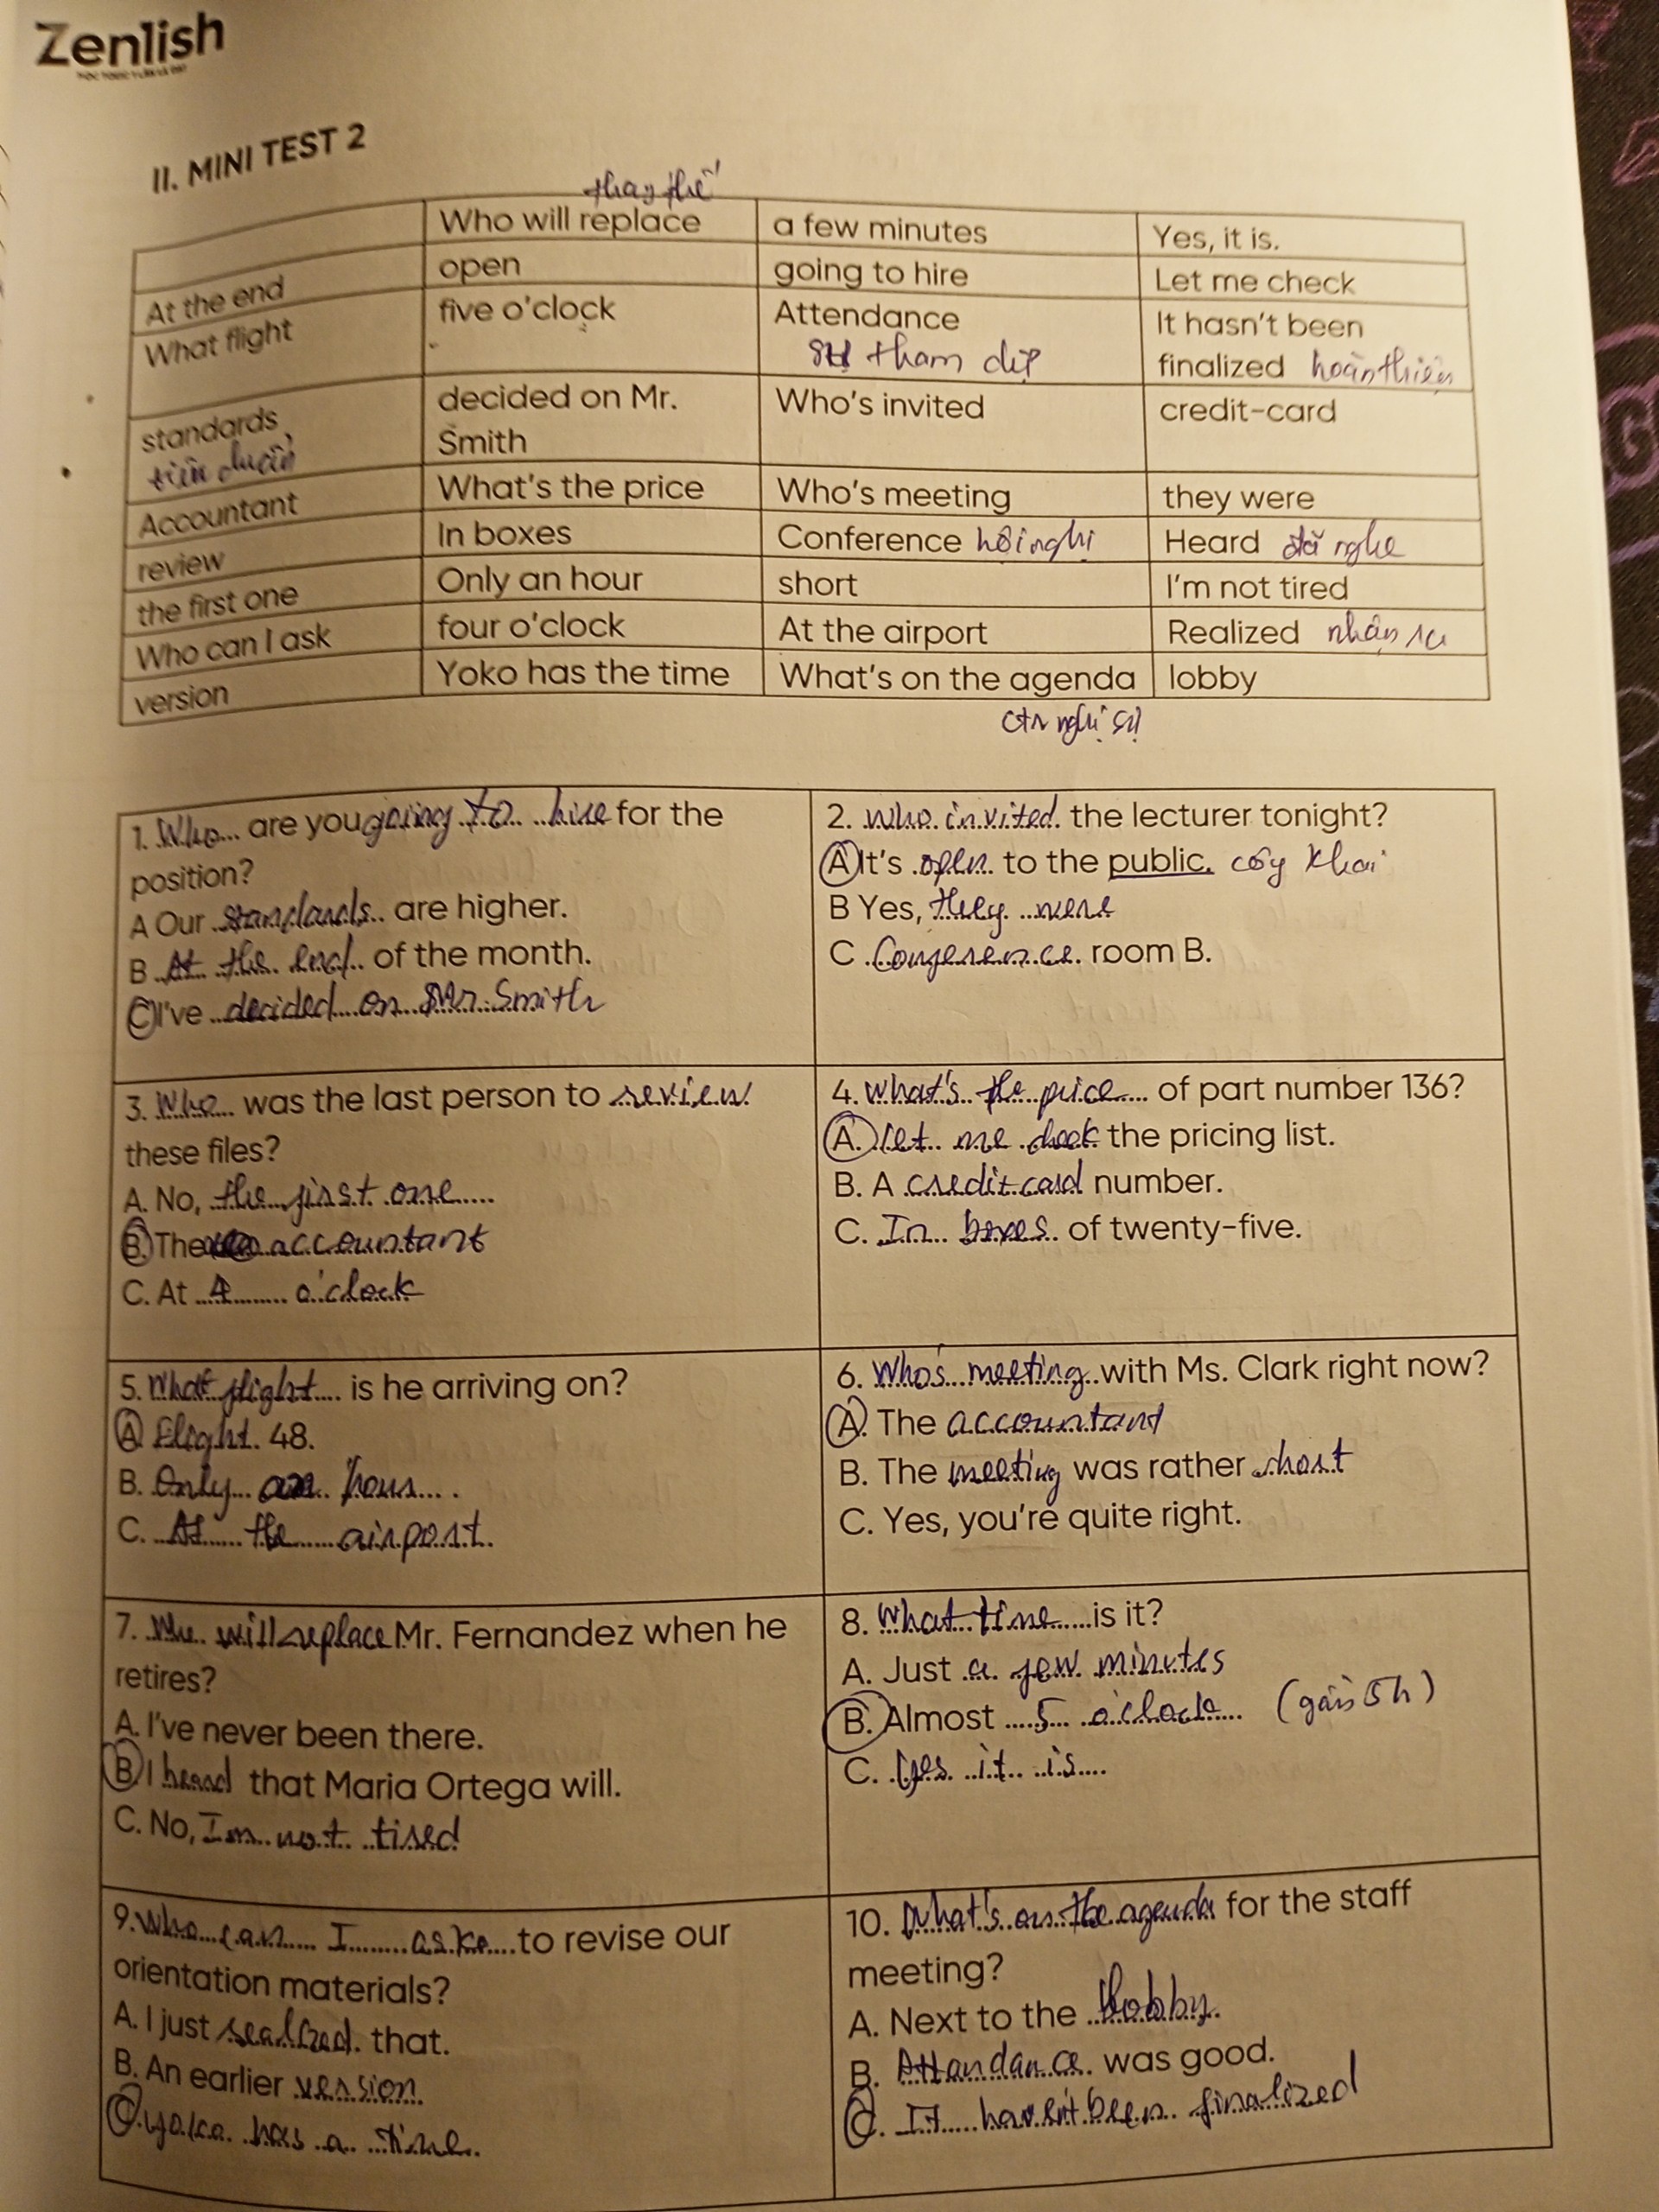 Zenlish
II. MINI TEST 2
thay thế
Who will replace
a few minutes
Yes, it is.
At the end
open
going to hire
Let me check
What flight
five o'clock
Attendance
sự tham dự
It hasn't been
finalized hoàn thiện
standards
tiêu chuẩn
decided on Mr.
Smith
Who's invited
credit-card
Accountant
What's the price
Who's meeting
they were
review
In boxes
Conference hội nghị
Heard đã nghe
the first one
Only an hour
short
I'm not tired
Who can I ask
four o'clock
At the airport
Realized nhận ra
version
Yoko has the time
What's on the agenda
lobby
ctr nghị sự
1. Who are you going to hire for the
position?
A Our standards are higher.
B At the end of the month.
C I've decided on Mr. Smith
2. Who invited the lecturer tonight?
A It's open to the public.
B Yes, they were
C Conference room B.
3. Who was the last person to review
these files?
A. No, the first one
B. The accountant
C. At 4 o'clock
4. What's the price of part number 136?
A. Let me check the pricing list.
B. A credit card number.
C. In boxes of twenty-five.
5. What flight is he arriving on?
A Flight 48.
B. Only an hour.
C. At the airport.
6. Who's meeting with Ms. Clark right now?
A. The accountant
B. The meeting was rather short
C. Yes, you're quite right.
7. Who will replace Mr. Fernandez when he
retires?
A. I've never been there.
B I heard that Maria Ortega will.
C. No, I'm not tired
8. What time is it?
A. Just a few minutes
B. Almost 5 o'clock (gần 5h)
C. Yes it is
9. Who can I ask to revise our
orientation materials?
A. I just realized that.
B. An earlier version
C. yoko has a time.
10. What's on the agenda for the staff
meeting?
A. Next to the lobby.
B. Attandance was good.
C. It haven't been finalized